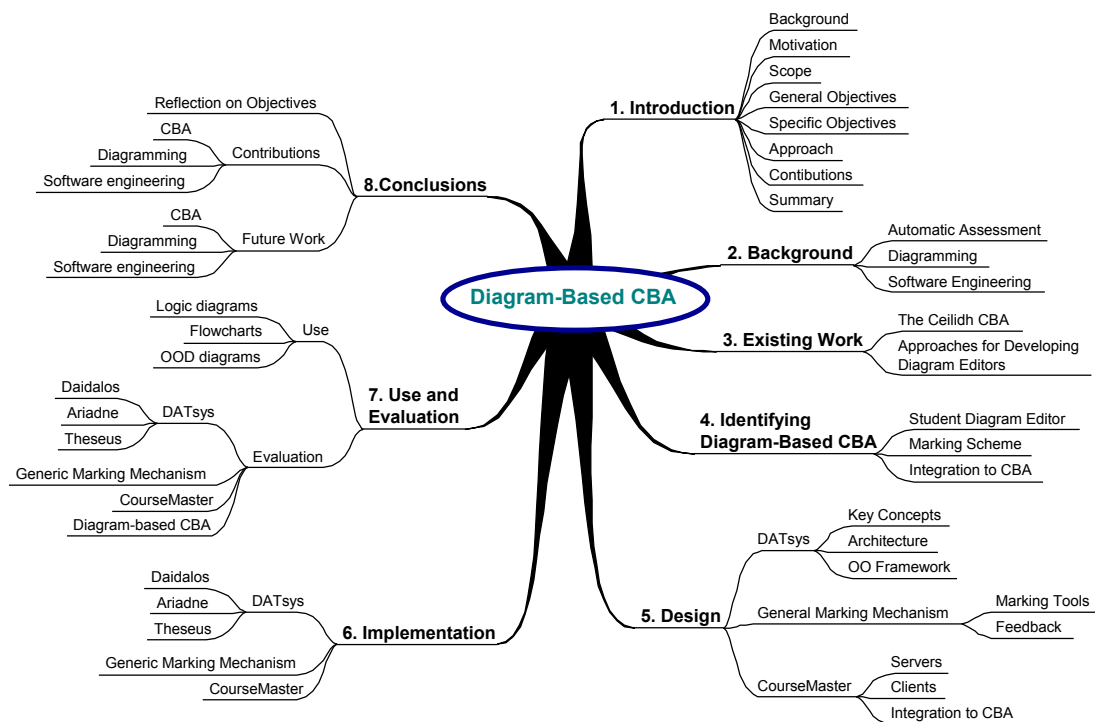 Diagram-Based CBA
1. Introduction
Background
Motivation
Scope
General Objectives
Specific Objectives
Approach
Contibutions
Summary
2. Background
Automatic Assessment
Diagramming
Software Engineering
3. Existing Work
The Ceilidh CBA
Approaches for Developing
Diagram Editors
4. Identifying
Diagram-Based CBA
Student Diagram Editor
Marking Scheme
Integration to CBA
5. Design
DATsys
Key Concepts
Architecture
OO Framework
General Marking Mechanism
Marking Tools
Feedback
CourseMaster
Servers
Clients
Integration to CBA
6. Implementation
DATsys
Daidalos
Ariadne
Theseus
Generic Marking Mechanism
CourseMaster
7. Use and
Evaluation
Use
Logic diagrams
Flowcharts
OOD diagrams
Evaluation
DATsys
Daidalos
Ariadne
Theseus
Generic Marking Mechanism
CourseMaster
Diagram-based CBA
8.Conclusions
Reflection on Objectives
Contributions
CBA
Diagramming
Software engineering
Future Work
CBA
Diagramming
Software engineering